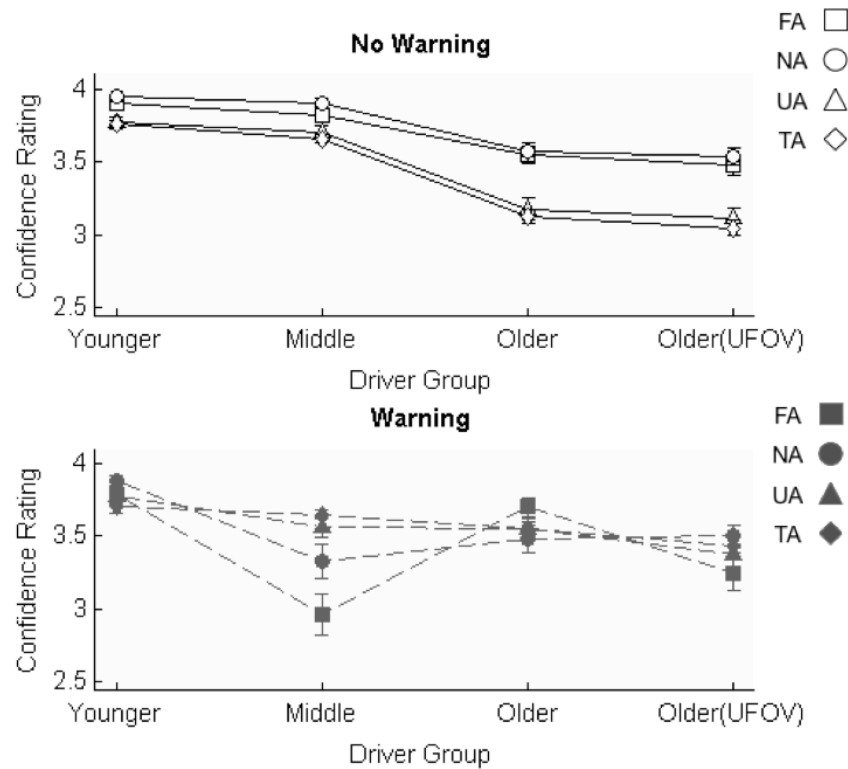 No Warning
FA
NA
UA
TA
Confidence Rating
4
3.5
3
2.5
Younger Middle Older Older(UFOV)
Driver Group
Warning
FA
NA
UA
TA
Confidence Rating
4
3.5
3
2.5
Younger Middle Older Older(UFOV)
Driver Group